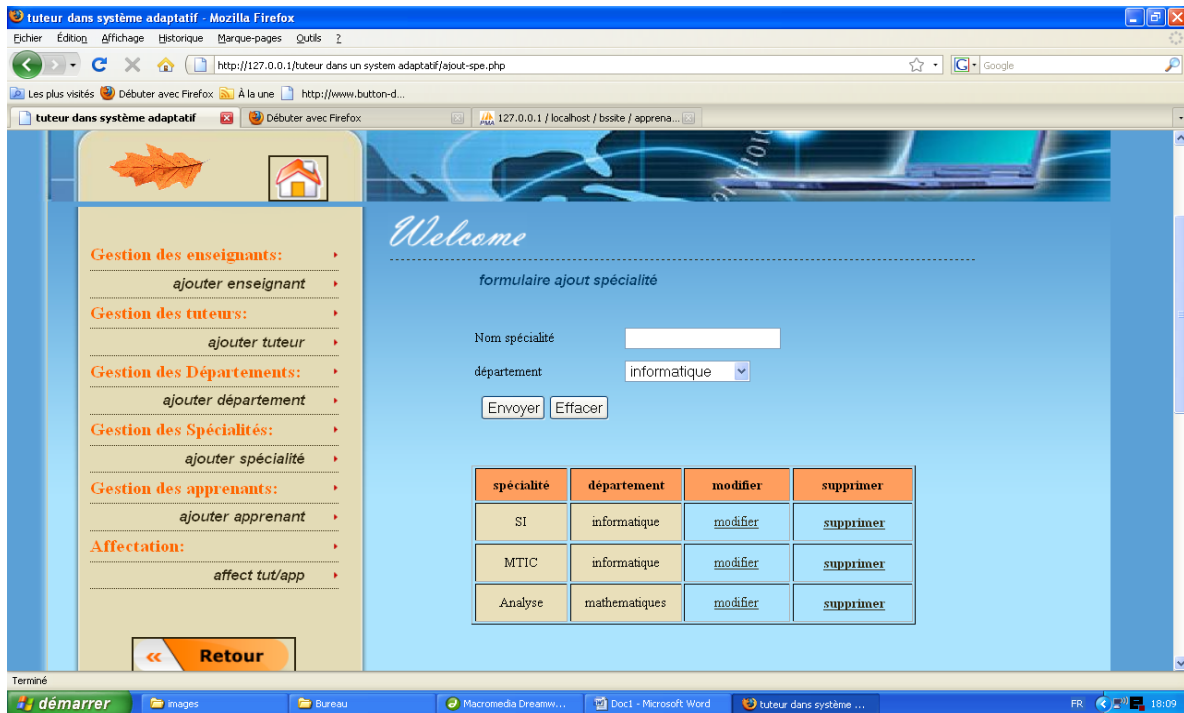 tuteur dans système adaptatif - Mozilla Firefox
Fichier Édition Affichage Historique Marque-pages Outils ?
http://127.0.0.1/tuteur dans un system adaptatif/ajout-spe.php
Google
Les plus visités Débuter avec Firefox À la une http://www.button-d...
tuteur dans système adaptatif Débuter avec Firefox 127.0.0.1 / localhost / bssite / apprena...
Welcome
Gestion des enseignants:
ajouter enseignant
Gestion des tuteurs:
ajouter tuteur
Gestion des Départements:
ajouter département
Gestion des Spécialités:
ajouter spécialité
Gestion des apprenants:
ajouter apprenant
Affectation:
affect tut/app
Retour
formulaire ajout spécialité
Nom spécialité
département informatique
Envoyer Effacer
spécialité département modifier supprimer
SI informatique modifier supprimer
MTIC informatique modifier supprimer
Analyse mathematiques modifier supprimer
Terminé
démarrer images Bureau Macromedia Dreamw... Doc1 - Microsoft Word tuteur dans système ... FR 18:09